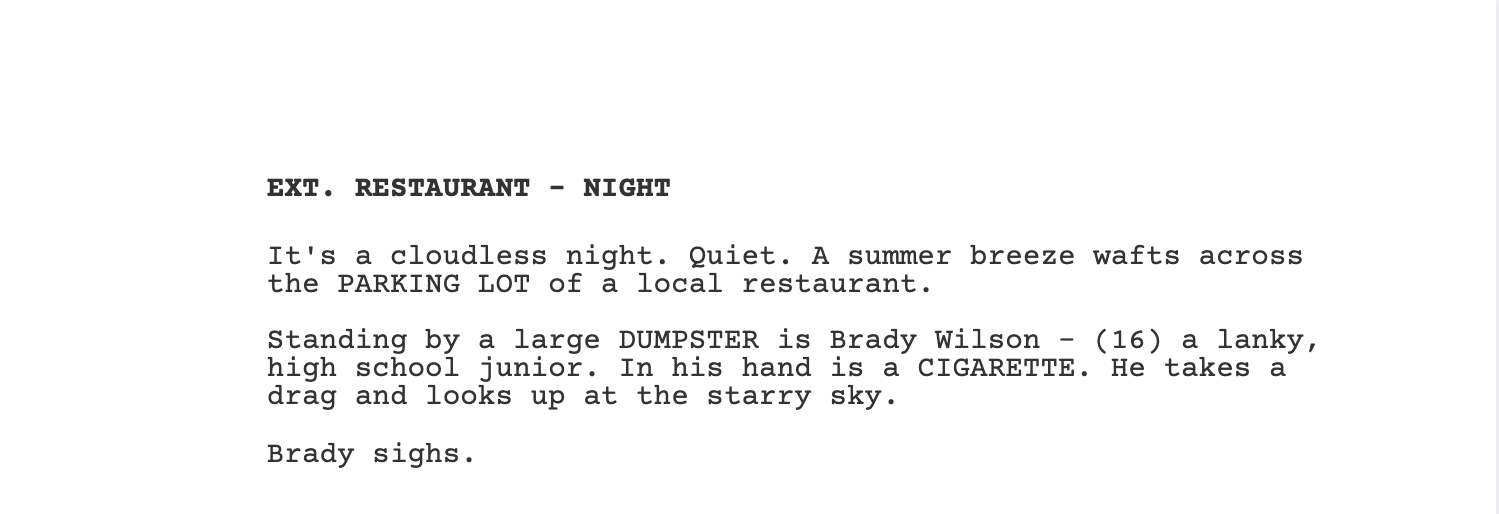 EXT. RESTAURANT - NIGHT
It's a cloudless night. Quiet. A summer breeze wafts across
the PARKING LOT of a local restaurant.
Standing by a large DUMPSTER is Brady Wilson - (16) a lanky,
high school junior. In his hand is a CIGARETTE. He takes a
drag and looks up at the starry sky.
Brady sighs.